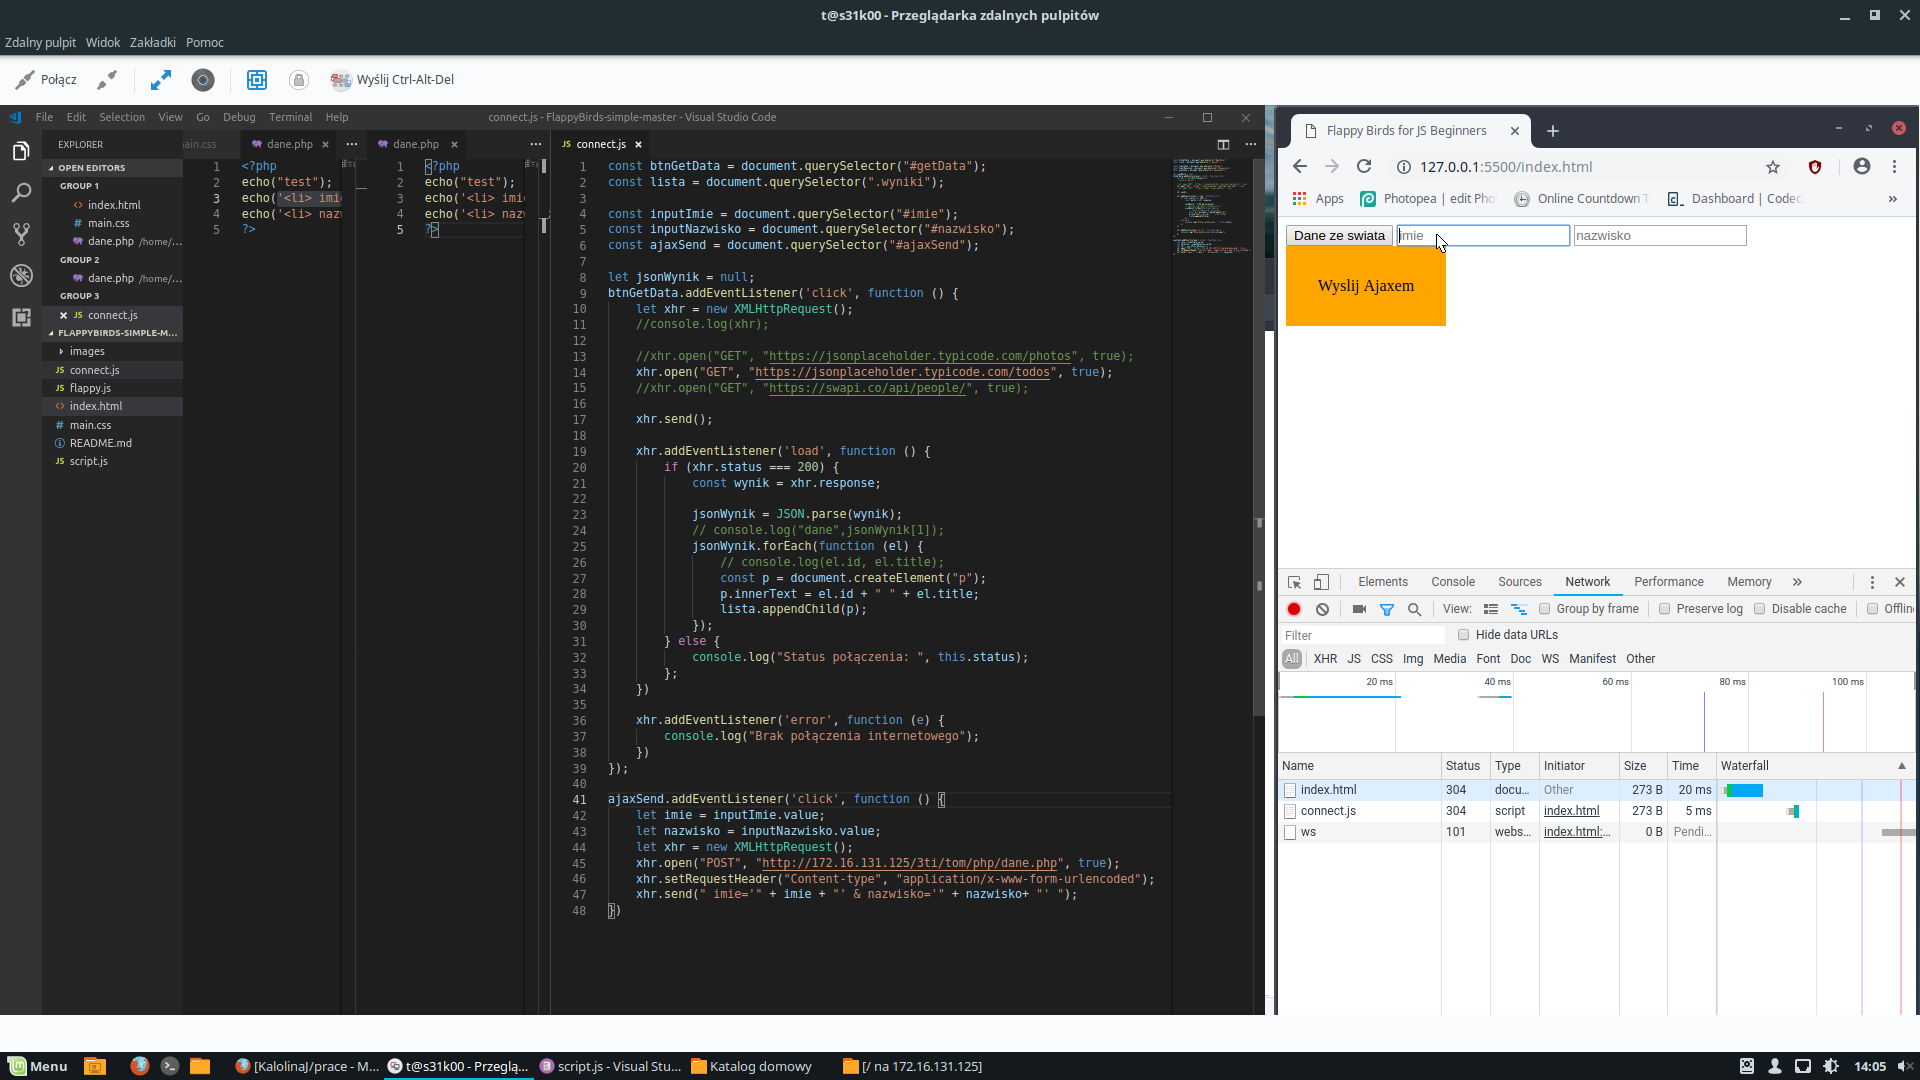 t@s31k00 - Przeglądarka zdalnych pulpitów
Zdalny pulpit Widok Zakładki Pomoc
Połącz Wyślij Ctrl-Alt-Del
File Edit Selection View Go Debug Terminal Help connect.js - FlappyBirds-simple-master - Visual Studio Code
EXPLORER
OPEN EDITORS
GROUP 1
index.html
main.css
dane.php /home/...
GROUP 2
dane.php /home/...
GROUP 3
connect.js
FLAPPYBIRDS-SIMPLE-M...
images
connect.js
flappy.js
index.html
main.css
README.md
script.js
ain.css dane.php
1 <?php
2 echo("test");
3 echo('<li> imi
4 echo('<li> naz
5 ?>
dane.php
1 <?php
2 echo("test");
3 echo('<li> imi
4 echo('<li> naz
5 ?>
connect.js
1 const btnGetData = document.querySelector("#getData");
2 const lista = document.querySelector(".wyniki");
3
4 const inputImie = document.querySelector("#imie");
5 const inputNazwisko = document.querySelector("#nazwisko");
6 const ajaxSend = document.querySelector("#ajaxSend");
7
8 let jsonWynik = null;
9 btnGetData.addEventListener('click', function () {
10 let xhr = new XMLHttpRequest();
11 //console.log(xhr);
12
13 //xhr.open("GET", "https://jsonplaceholder.typicode.com/photos", true);
14 xhr.open("GET", "https://jsonplaceholder.typicode.com/todos", true);
15 //xhr.open("GET", "https://swapi.co/api/people/", true);
16
17 xhr.send();
18
19 xhr.addEventListener('load', function () {
20 if (xhr.status === 200) {
21 const wynik = xhr.response;
22
23 jsonWynik = JSON.parse(wynik);
24 // console.log("dane",jsonWynik[1]);
25 jsonWynik.forEach(function (el) {
26 // console.log(el.id, el.title);
27 const p = document.createElement("p");
28 p.innerText = el.id + " " + el.title;
29 lista.appendChild(p);
30 });
31 } else {
32 console.log("Status połączenia: ", this.status);
33 };
34 })
35
36 xhr.addEventListener('error', function (e) {
37 console.log("Brak połączenia internetowego");
38 })
39 });
40
41 ajaxSend.addEventListener('click', function () {
42 let imie = inputImie.value;
43 let nazwisko = inputNazwisko.value;
44 let xhr = new XMLHttpRequest();
45 xhr.open("POST", "http://172.16.131.125/3ti/tom/php/dane.php", true);
46 xhr.setRequestHeader("Content-type", "application/x-www-form-urlencoded");
47 xhr.send(" imie='" + imie + "' & nazwisko='" + nazwisko+ "' ");
48 })
Flappy Birds for JS Beginners
127.0.0.1:5500/index.html
Apps Photopea | edit Pho Online Countdown T Dashboard | Codec »
Dane ze swiata imie nazwisko
Wyslij Ajaxem
Elements Console Sources Network Performance Memory »
View: Group by frame Preserve log Disable cache Offlin
Filter Hide data URLs
All XHR JS CSS Img Media Font Doc WS Manifest Other
20 ms 40 ms 60 ms 80 ms 100 ms
Name Status Type Initiator Size Time Waterfall
index.html 304 docu... Other 273 B 20 ms
connect.js 304 script index.html 273 B 5 ms
ws 101 webs... index.html:... 0 B Pendi...
Menu [KalolinaJ/prace - M... t@s31k00 - Przeglą... script.js - Visual Stu... Katalog domowy [/ na 172.16.131.125] 14:05